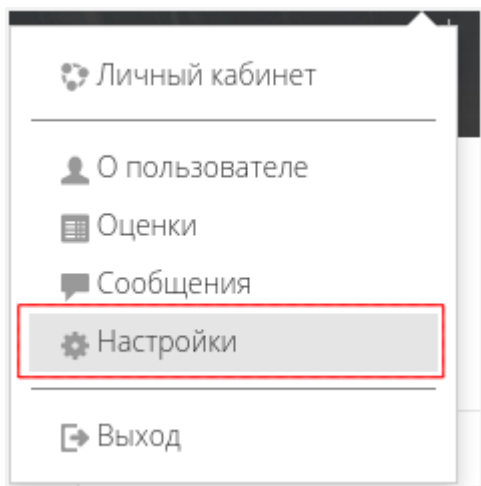 Личный кабинет
О пользователе
Оценки
Сообщения
Настройки
Выход